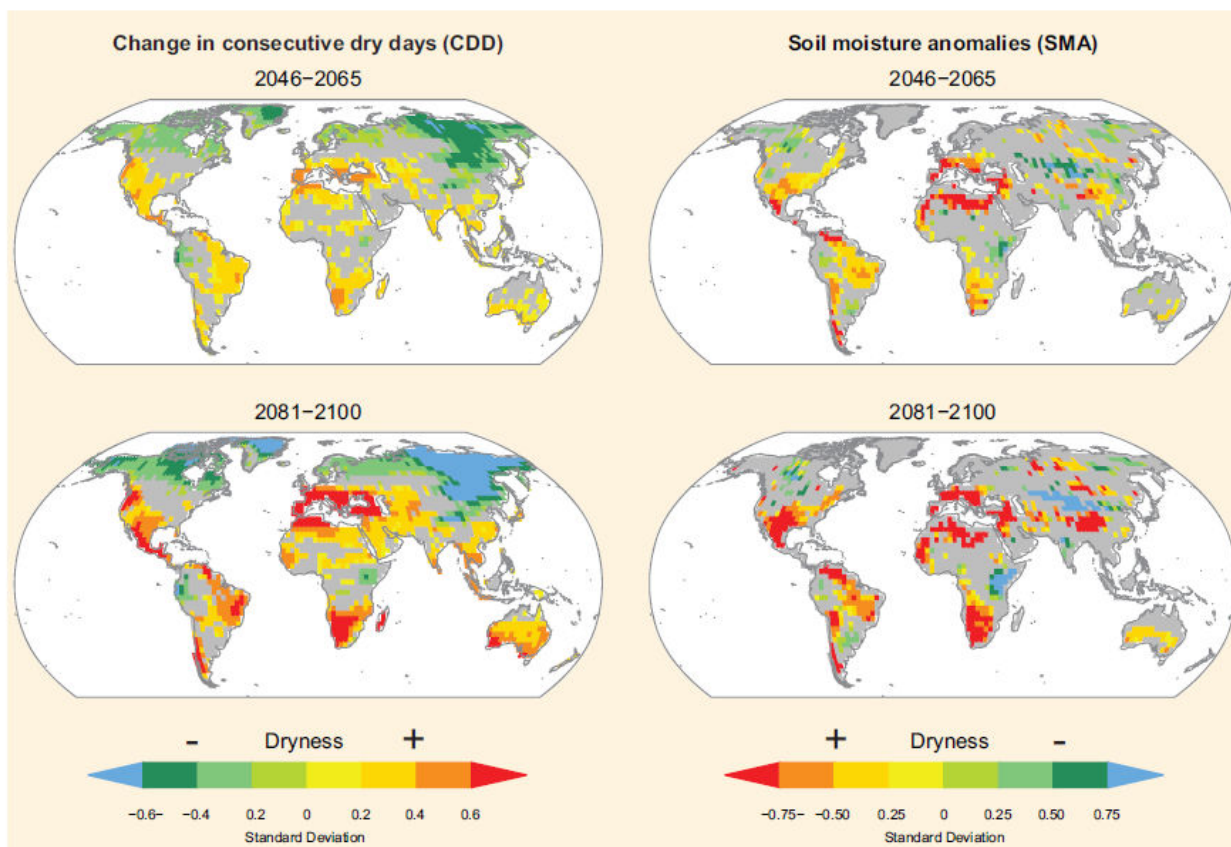 Change in consecutive dry days (CDD)
2046−2065
2081−2100
- Dryness +
−0.6- −0.4 0.2 0 0.2 0.4 0.6
Standard Deviation
Soil moisture anomalies (SMA)
2046−2065
2081−2100
+ Dryness -
−0.75- −0.50 0.25 0 0.25 0.50 0.75
Standard Deviation